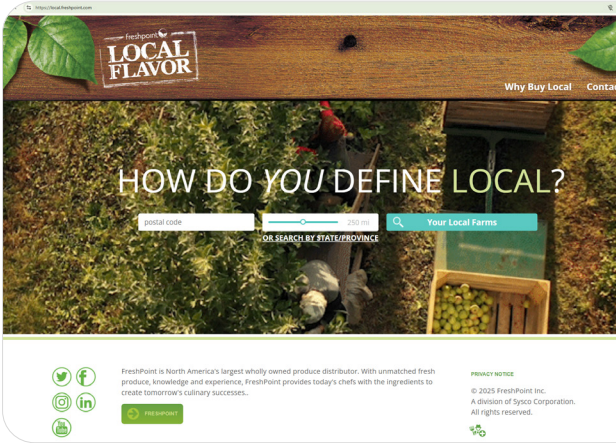 https://local.freshpoint.com
freshpoint
LOCAL
FLAVOR
Why Buy Local
HOW DO YOU DEFINE LOCAL?
postal code
250 mi
Your Local Farms
OR SEARCH BY STATE/PROVINCE
FreshPoint is North America's largest wholly owned produce distributor. With unmatched fresh
produce, knowledge and experience, FreshPoint provides today's chefs with the ingredients to
create tomorrow's culinary successes..
FRESHPOINT
PRIVACY NOTICE
© 2025 FreshPoint Inc.
A division of Sysco Corporation.
All rights reserved.
You
Tube